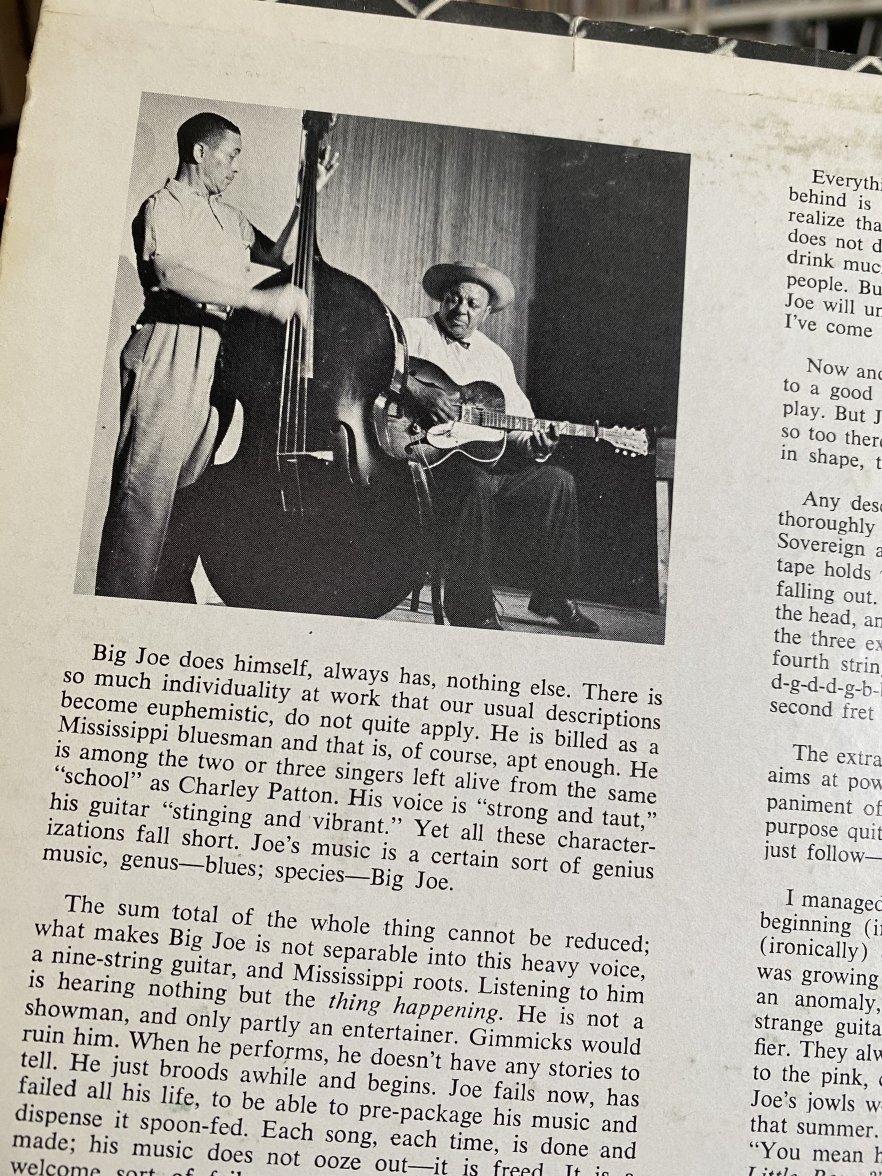 Big Joe does himself, always has, nothing else. There is
so much individuality at work that our usual descriptions
become euphemistic, do not quite apply. He is billed as a
Mississippi bluesman and that is, of course, apt enough. He
is among the two or three singers left alive from the same
“school” as Charley Patton. His voice is “strong and taut,”
his guitar “stinging and vibrant.” Yet all these character-
izations fall short. Joe’s music is a certain sort of genius
music, genus—blues; species—Big Joe.
The sum total of the whole thing cannot be reduced;
what makes Big Joe is not separable into this heavy voice,
a nine-string guitar, and Mississippi roots. Listening to him
is hearing nothing but the thing happening. He is not a
showman, and only partly an entertainer. Gimmicks would
ruin him. When he performs, he doesn’t have any stories to
tell. He just broods awhile and begins. Joe fails now, has
failed all his life, to be able to pre-package his music and
dispense it spoon-fed. Each song, each time, is done and
made; his music does not ooze out—it is freed. It is a
welcome sort of
Everythi
behind is
realize tha
does not d
drink muc
people. Bu
Joe will un
I’ve come
Now and
to a good
play. But J
so too ther
in shape, t
Any desc
thoroughly
Sovereign a
tape holds
falling out.
the head, an
the three ex
fourth strin
d-g-d-d-g-b-
second fret
The extra
aims at pow
paniment of
purpose quit
just follow—
I managed
beginning (i
(ironically)
was growing
an anomaly,
strange guita
fier. They alw
to the pink,
Joe’s jowls w
that summer.
“You mean h